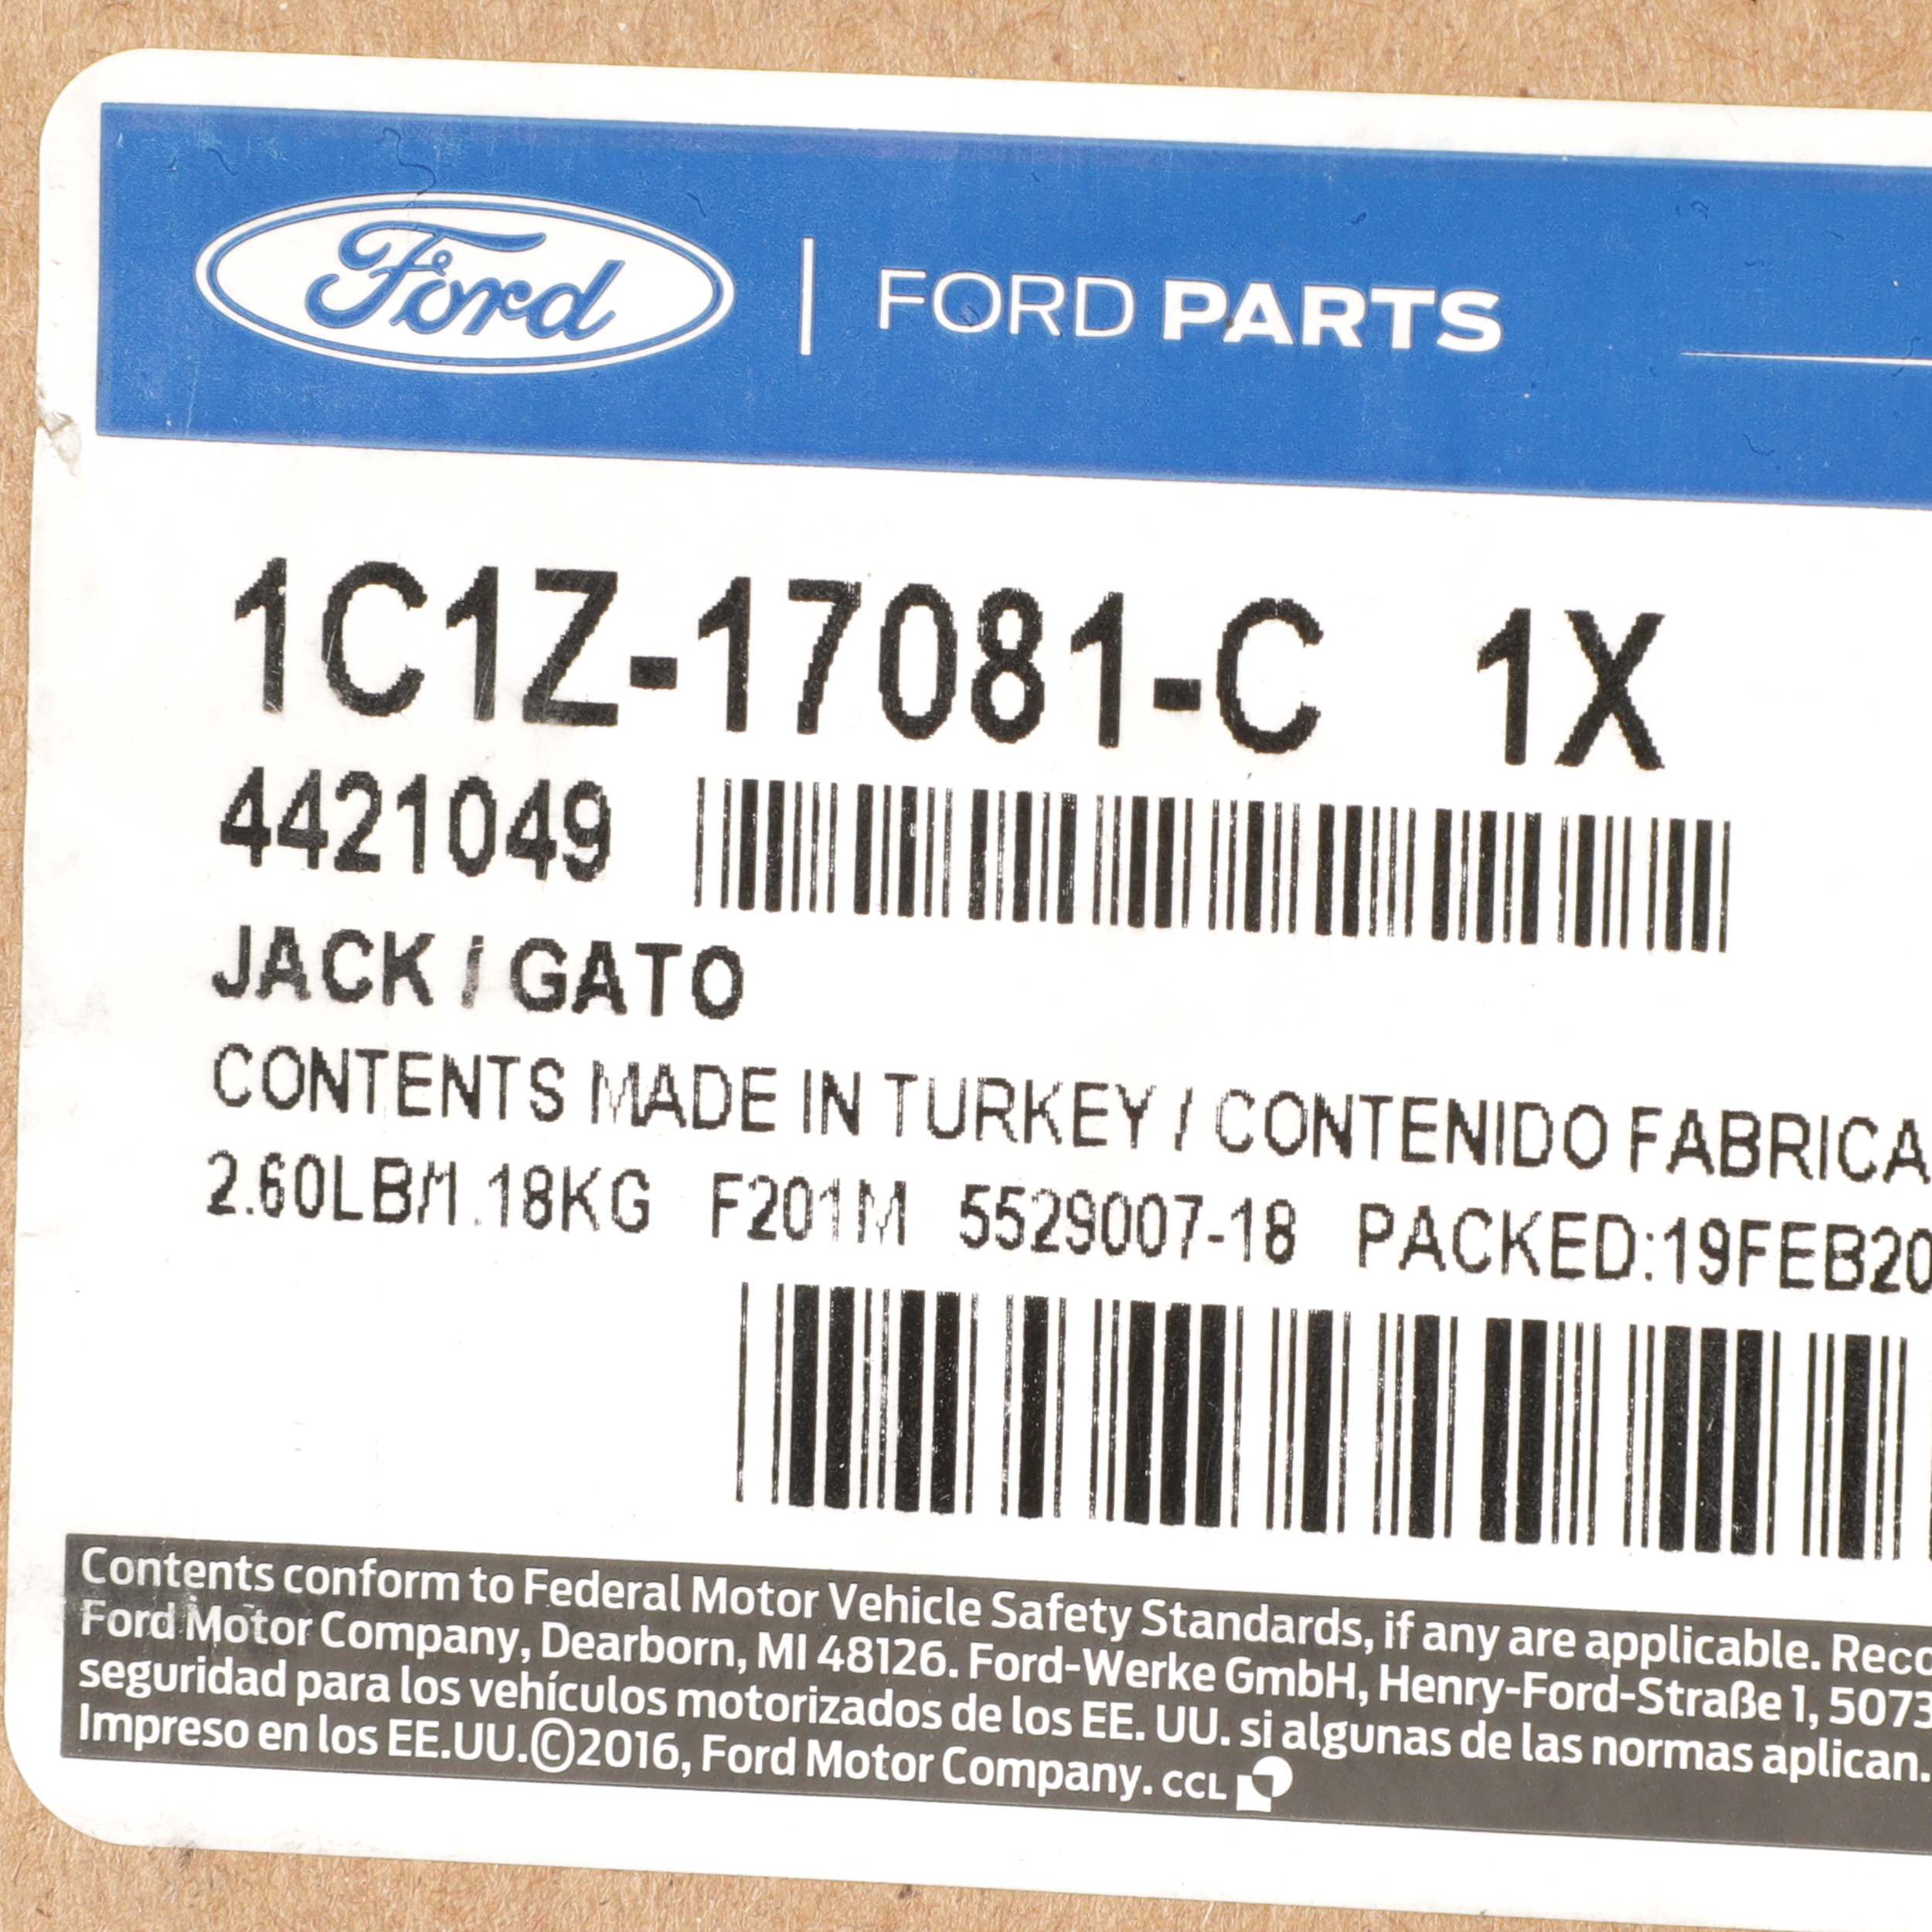 Ford | FORD PARTS
1C1Z-17081-C 1X
4421049
JACK / GATO
CONTENTS MADE IN TURKEY / CONTENIDO FABRICA
2.60LB/1.18KG F201M 5529007-18 PACKED:19FEB20
Contents conform to Federal Motor Vehicle Safety Standards, if any are applicable. Reco
Ford Motor Company, Dearborn, MI 48126. Ford-Werke GmbH, Henry-Ford-Straße 1, 5073
seguridad para los vehículos motorizados de los EE. UU. si algunas de las normas aplican.
Impreso en los EE.UU.©2016, Ford Motor Company. CCL